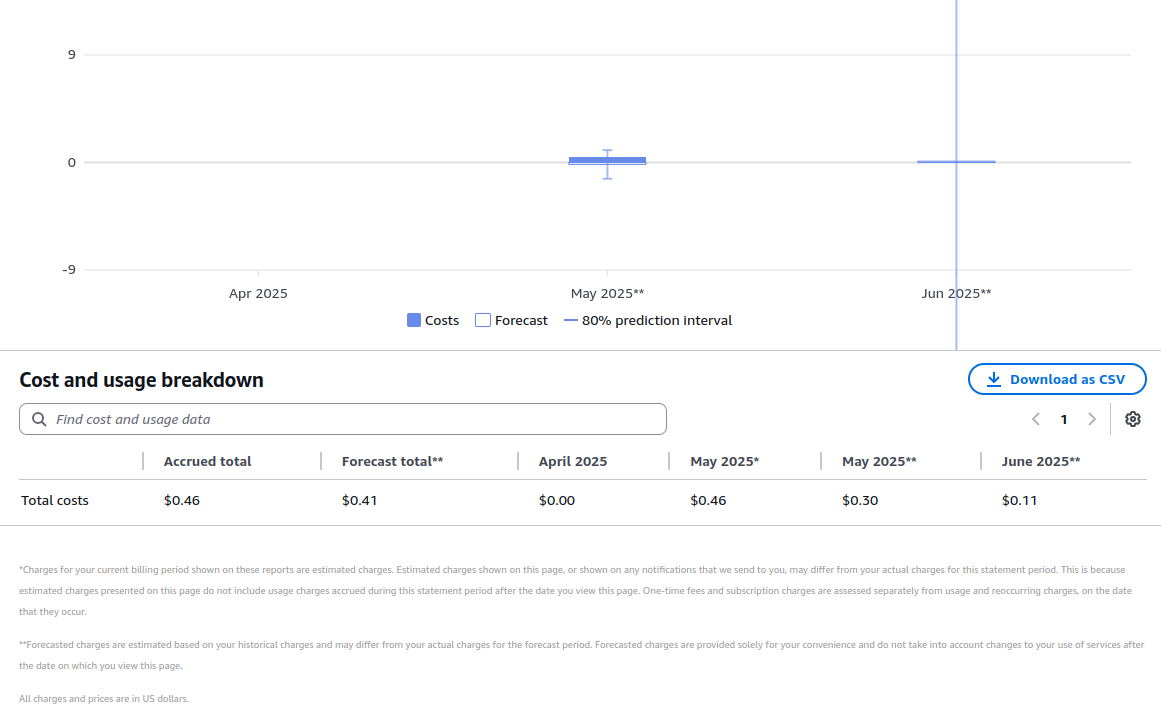 9
0
-9
Apr 2025
May 2025**
Jun 2025**
Costs
Forecast
80% prediction interval
Cost and usage breakdown
Download as CSV
Find cost and usage data
1
Accrued total
Forecast total**
April 2025
May 2025*
May 2025**
June 2025**
Total costs
$0.46
$0.41
$0.00
$0.46
$0.30
$0.11
*Charges for your current billing period shown on these reports are estimated charges. Estimated charges shown on this page, or shown on any notifications that we send to you, may differ from your actual charges for this statement period. This is because
estimated charges presented on this page do not include usage charges accrued during this statement period after the date you view this page. One-time fees and subscription charges are assessed separately from usage and reoccurring charges, on the date
that they occur.
**Forecasted charges are estimated based on your historical charges and may differ from your actual charges for the forecast period. Forecasted charges are provided solely for your convenience and do not take into account changes to your use of services after
the date on which you view this page.
All charges and prices are in US dollars.